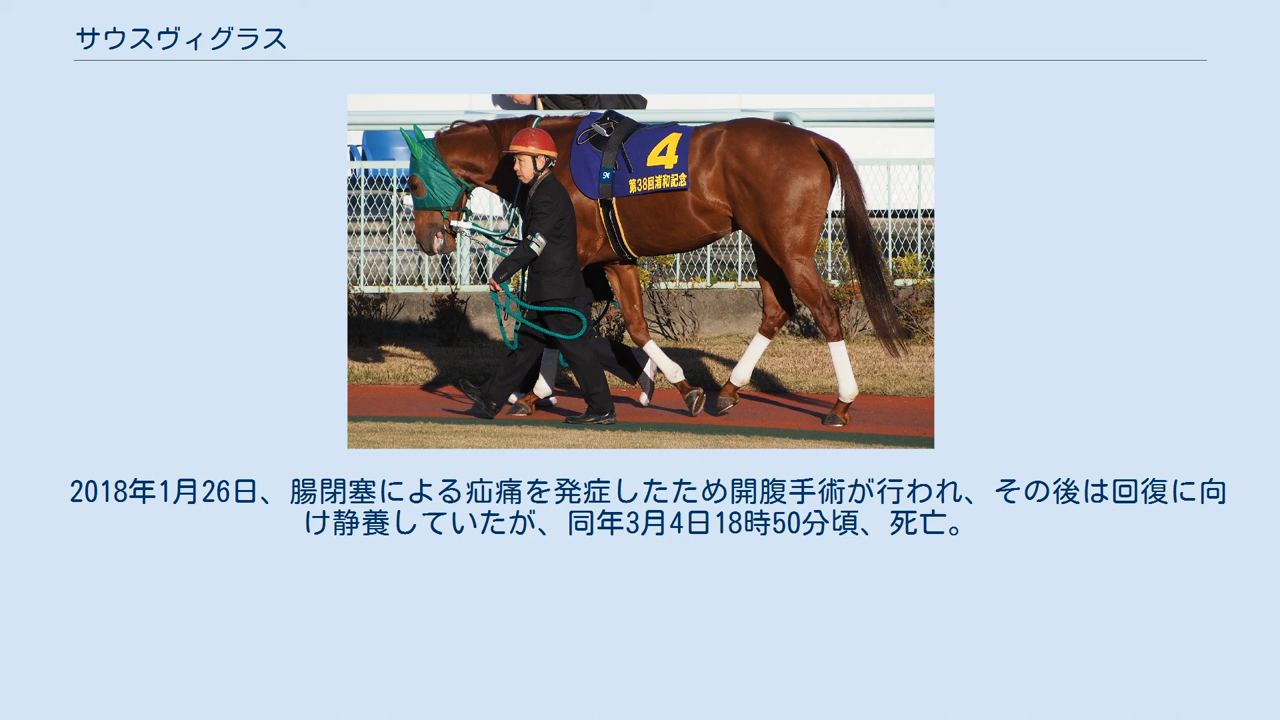 サウスヴィグラス
4
第38回浦和記念
2018年1月26日、腸閉塞による疝痛を発症したため開腹手術が行われ、その後は回復に向
け静養していたが、同年3月4日18時50分頃、死亡。